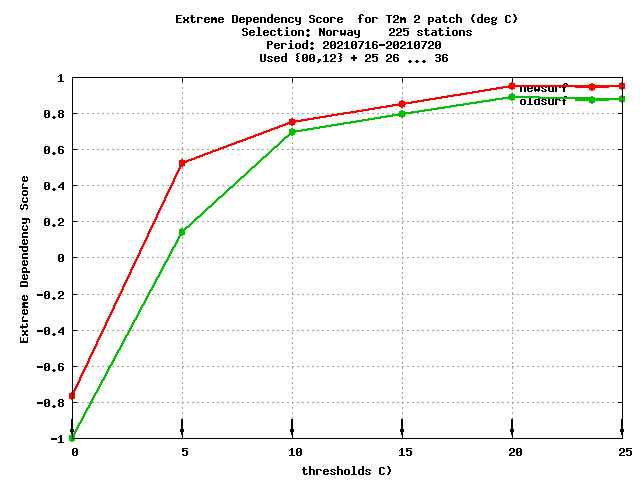 Extreme Dependency Score for T2m 2 patch (deg C)
Selection: Norway 225 stations
Period: 20210716-20210720
Used {00,12} + 25 26 ... 36
1
0.8
0.6
0.4
0.2
0
-0.2
-0.4
-0.6
-0.8
-1
Extreme Dependency Score
newsurf
oldsurf
0 5 10 15 20 25
thresholds C)